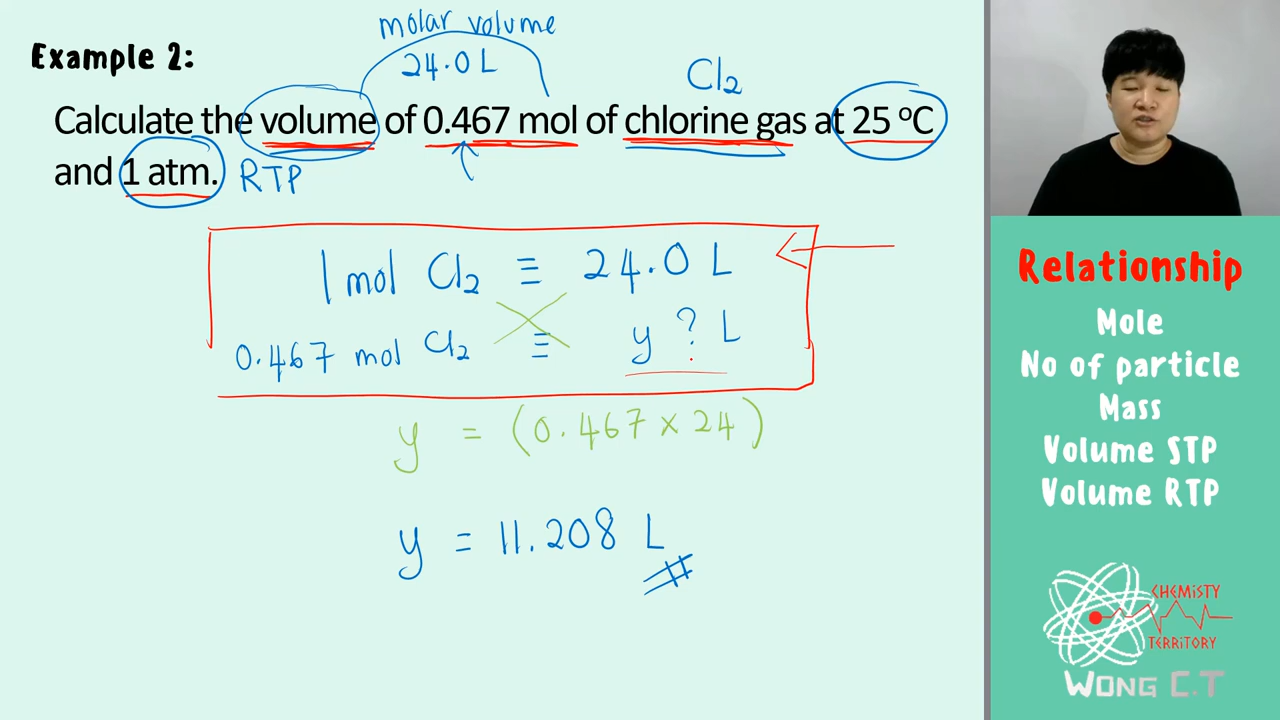 Example 2:
molar volume
24.0 L
Cl₂
Calculate the volume of 0.467 mol of chlorine gas at 25 ºC
and 1 atm. RTP
1 mol Cl₂ ≡ 24.0 L
0.467 mol Cl₂ ≡ y ? L
y = (0.467 × 24)
y = 11.208 L
Relationship
Mole
No of particle
Mass
Volume STP
Volume RTP
CHEMiSTY
TERRiTORY
WONG C.T